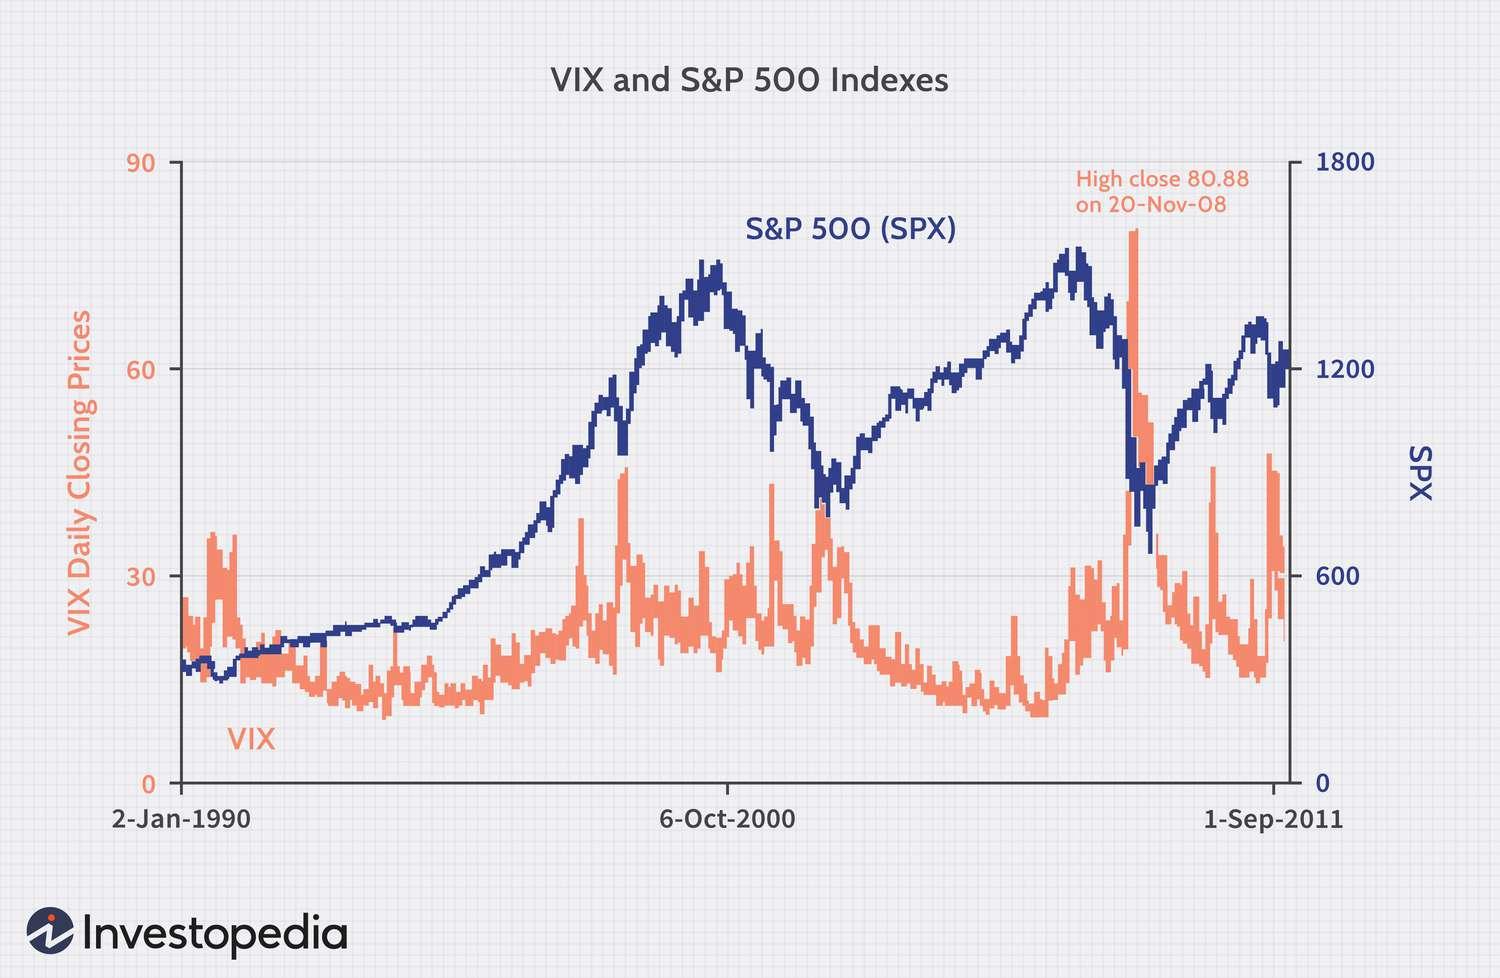 VIX and S&P 500 Indexes
90
1800
High close 80.88
on 20-Nov-08
S&P 500 (SPX)
VIX Daily Closing Prices
60
1200
SPX
30
600
VIX
0
0
2-Jan-1990
6-Oct-2000
1-Sep-2011
Investopedia